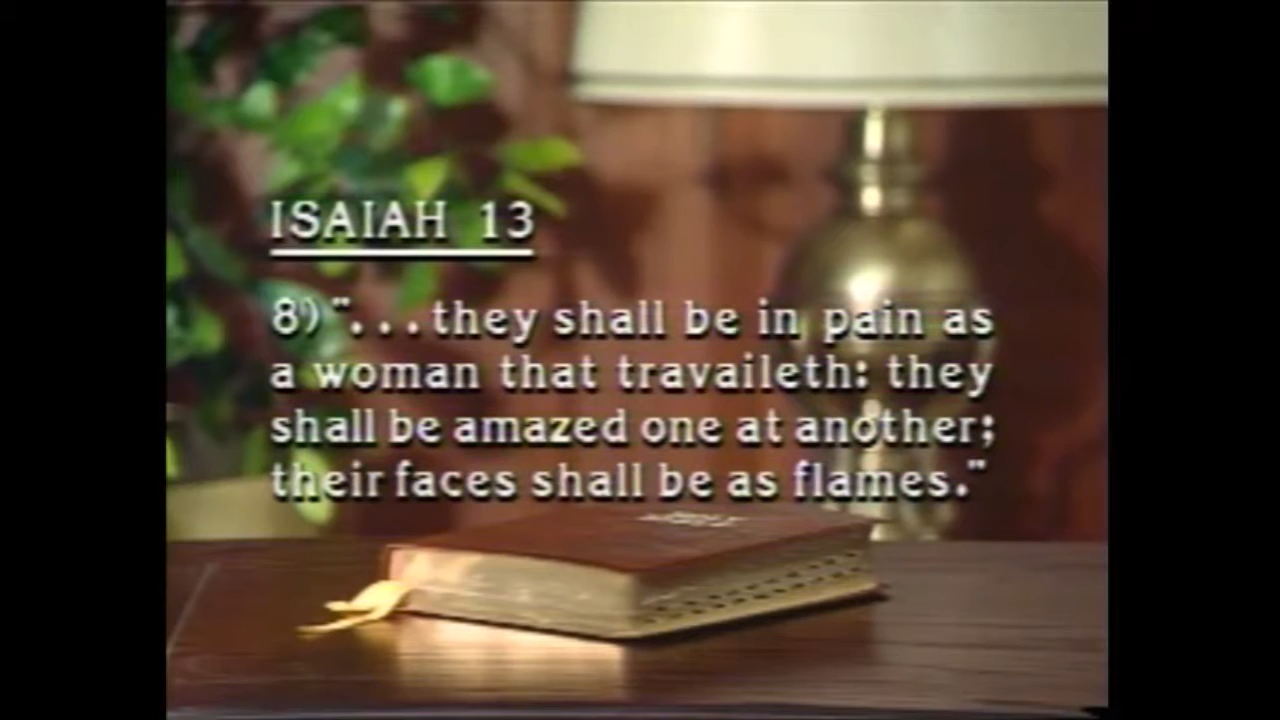 ISAIAH 13
8) "...they shall be in pain as
a woman that travaileth: they
shall be amazed one at another;
their faces shall be as flames."